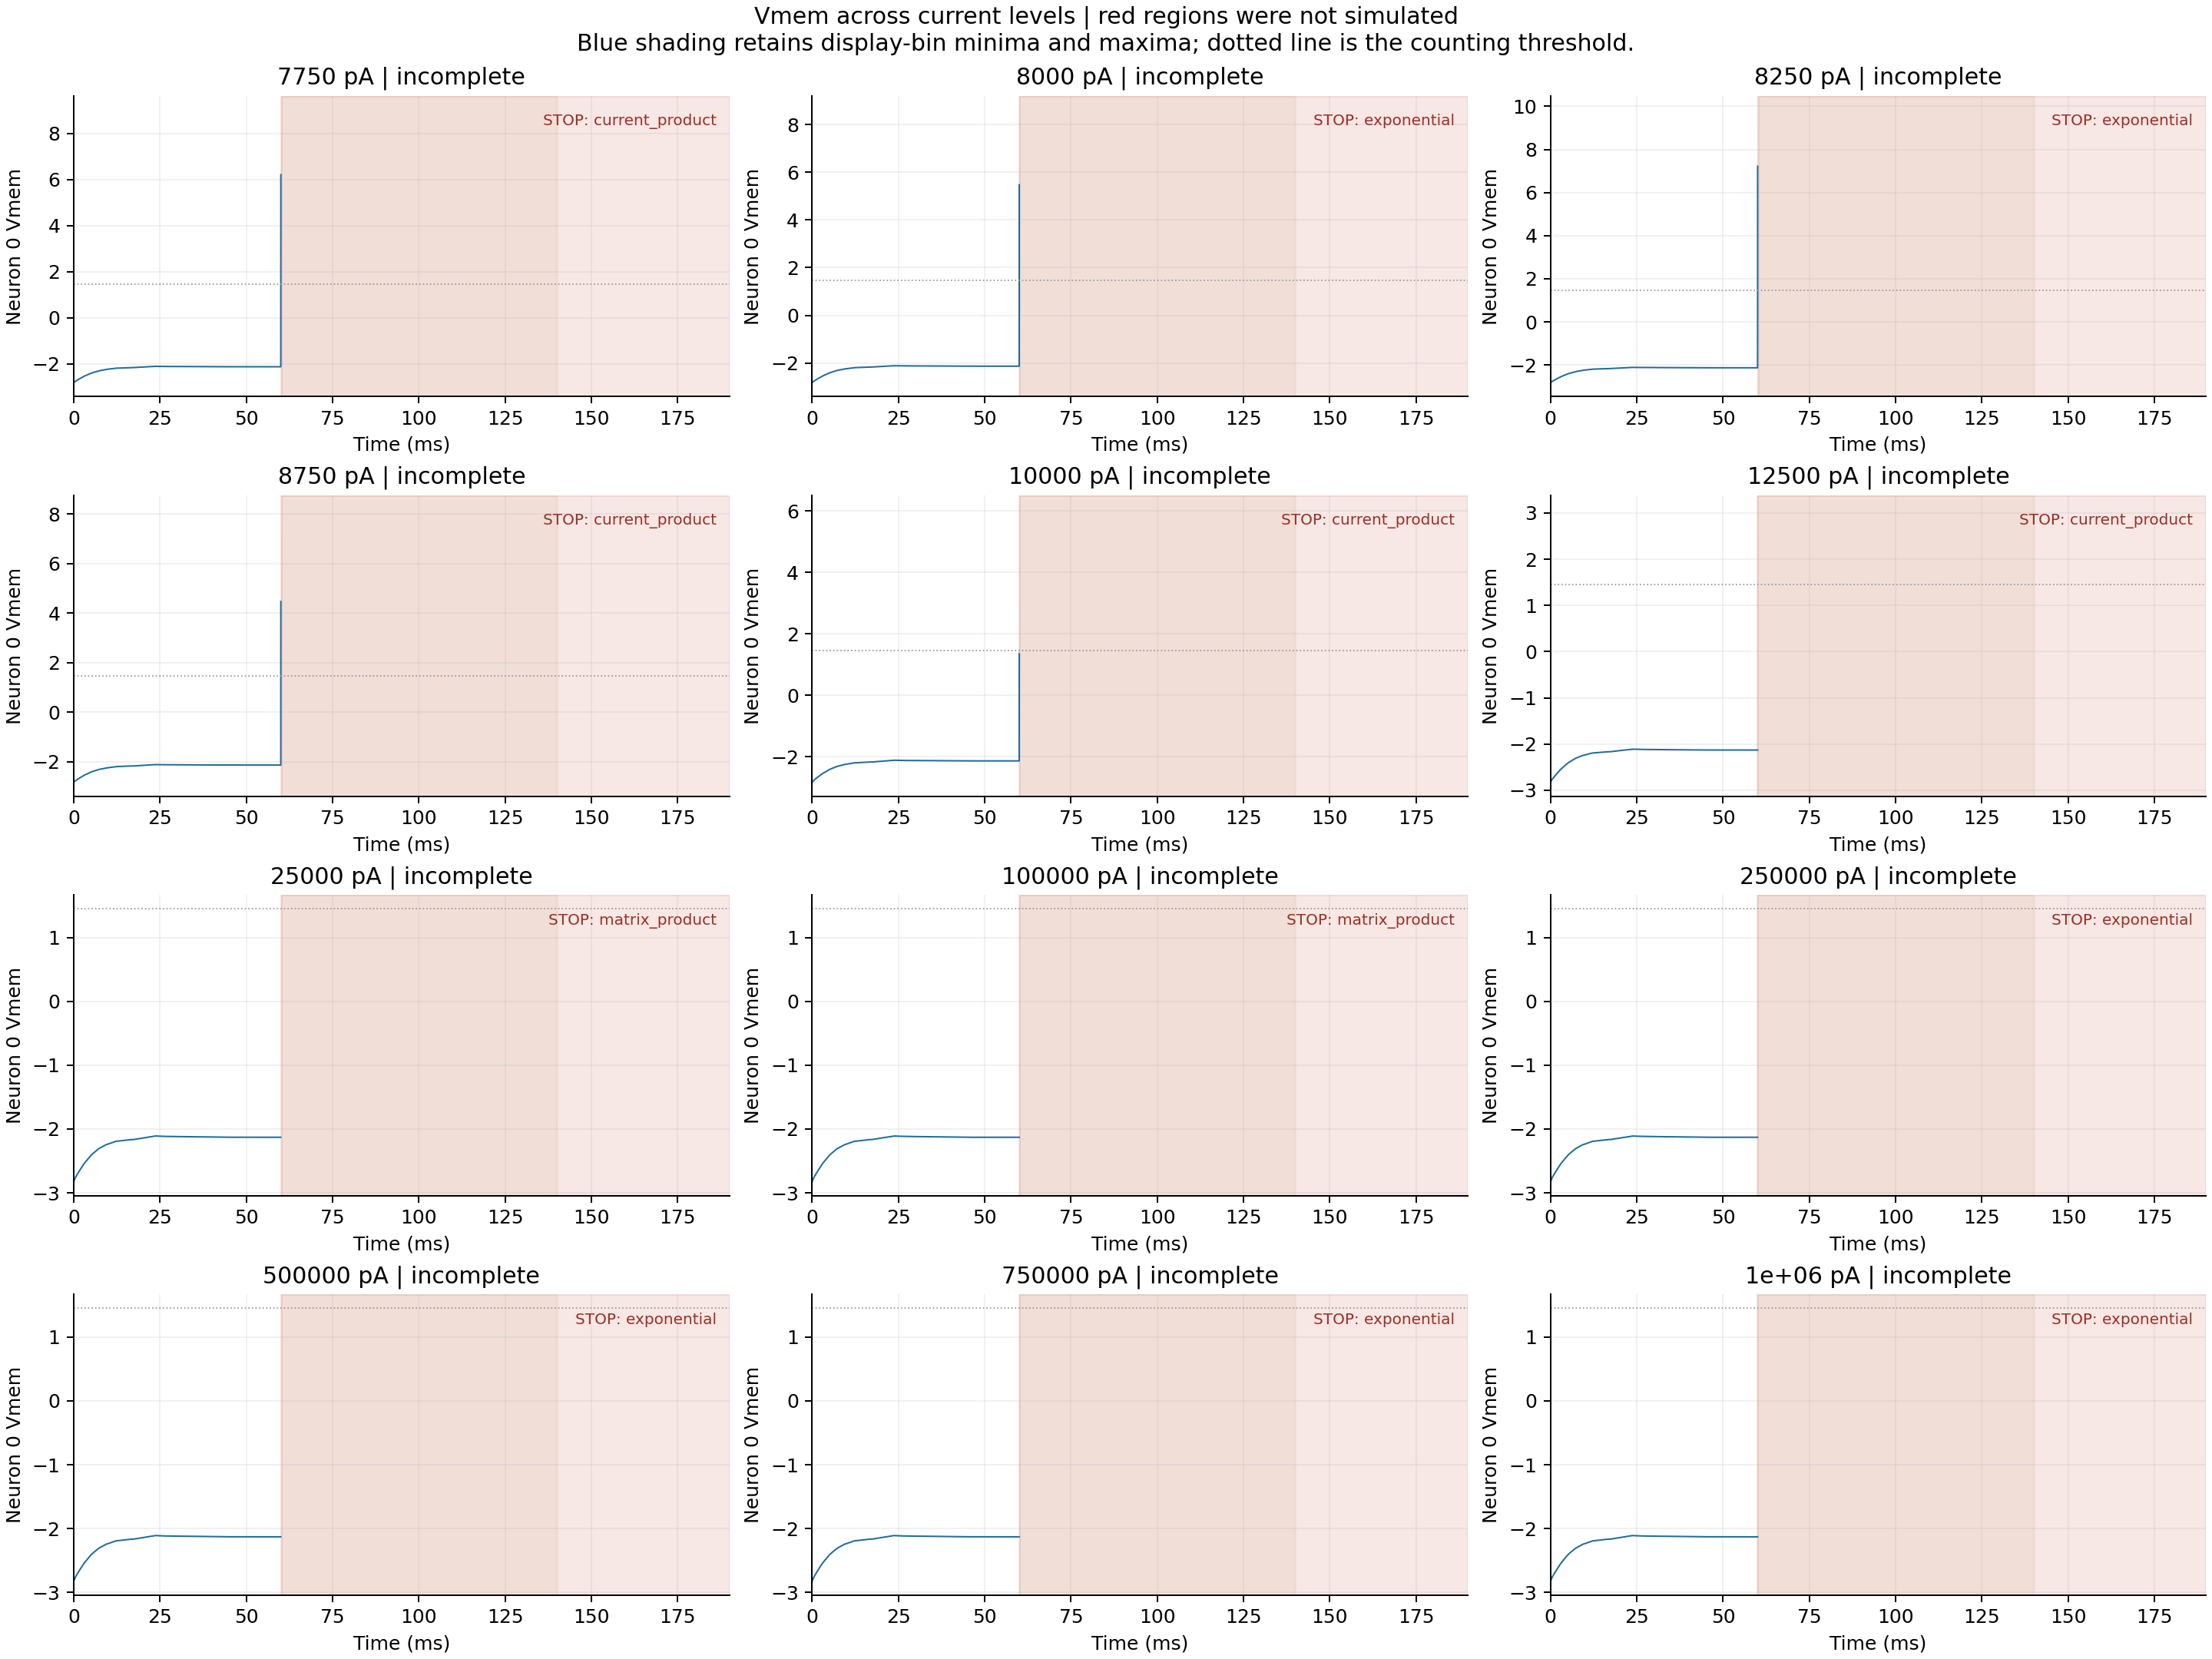 Vmem across current levels | red regions were not simulated
Blue shading retains display-bin minima and maxima; dotted line is the counting threshold.
7750 pA | incomplete
8000 pA | incomplete
8250 pA | incomplete
STOP: current_product
STOP: exponential
STOP: exponential
Neuron 0 Vmem
8
6
4
2
0
−2
0 25 50 75 100 125 150 175
Time (ms)
Neuron 0 Vmem
8
6
4
2
0
−2
0 25 50 75 100 125 150 175
Time (ms)
Neuron 0 Vmem
10
8
6
4
2
0
−2
0 25 50 75 100 125 150 175
Time (ms)
8750 pA | incomplete
10000 pA | incomplete
12500 pA | incomplete
STOP: current_product
STOP: current_product
STOP: current_product
Neuron 0 Vmem
8
6
4
2
0
−2
0 25 50 75 100 125 150 175
Time (ms)
Neuron 0 Vmem
6
4
2
0
−2
0 25 50 75 100 125 150 175
Time (ms)
Neuron 0 Vmem
3
2
1
0
−1
−2
−3
0 25 50 75 100 125 150 175
Time (ms)
25000 pA | incomplete
100000 pA | incomplete
250000 pA | incomplete
STOP: matrix_product
STOP: matrix_product
STOP: exponential
Neuron 0 Vmem
1
0
−1
−2
−3
0 25 50 75 100 125 150 175
Time (ms)
Neuron 0 Vmem
1
0
−1
−2
−3
0 25 50 75 100 125 150 175
Time (ms)
Neuron 0 Vmem
1
0
−1
−2
−3
0 25 50 75 100 125 150 175
Time (ms)
500000 pA | incomplete
750000 pA | incomplete
1e+06 pA | incomplete
STOP: exponential
STOP: exponential
STOP: exponential
Neuron 0 Vmem
1
0
−1
−2
−3
0 25 50 75 100 125 150 175
Time (ms)
Neuron 0 Vmem
1
0
−1
−2
−3
0 25 50 75 100 125 150 175
Time (ms)
Neuron 0 Vmem
1
0
−1
−2
−3
0 25 50 75 100 125 150 175
Time (ms)